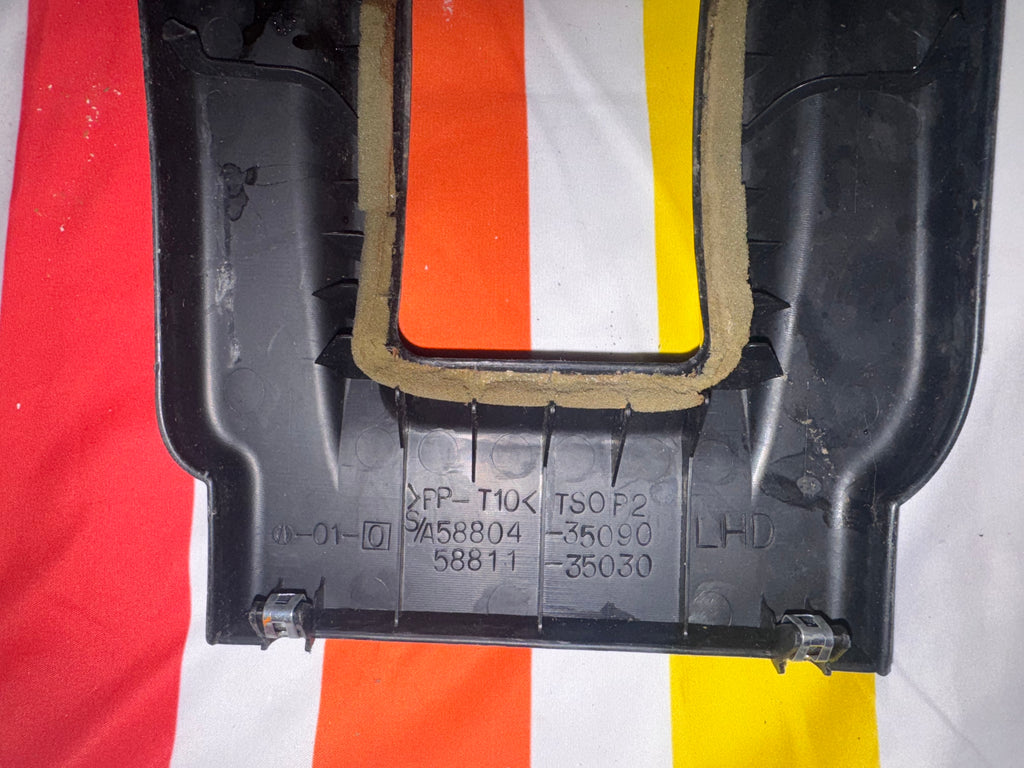 >PP-T10< TSOP2
S/A58804-35090
-01-0
58811-35030
LHD